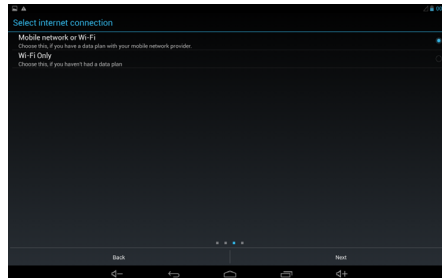 Select internet connection
Mobile network or Wi-Fi
Choose this, if you have a data plan with your mobile network provider.
Wi-Fi Only
Choose this, if you haven't had a data plan
Back
Next